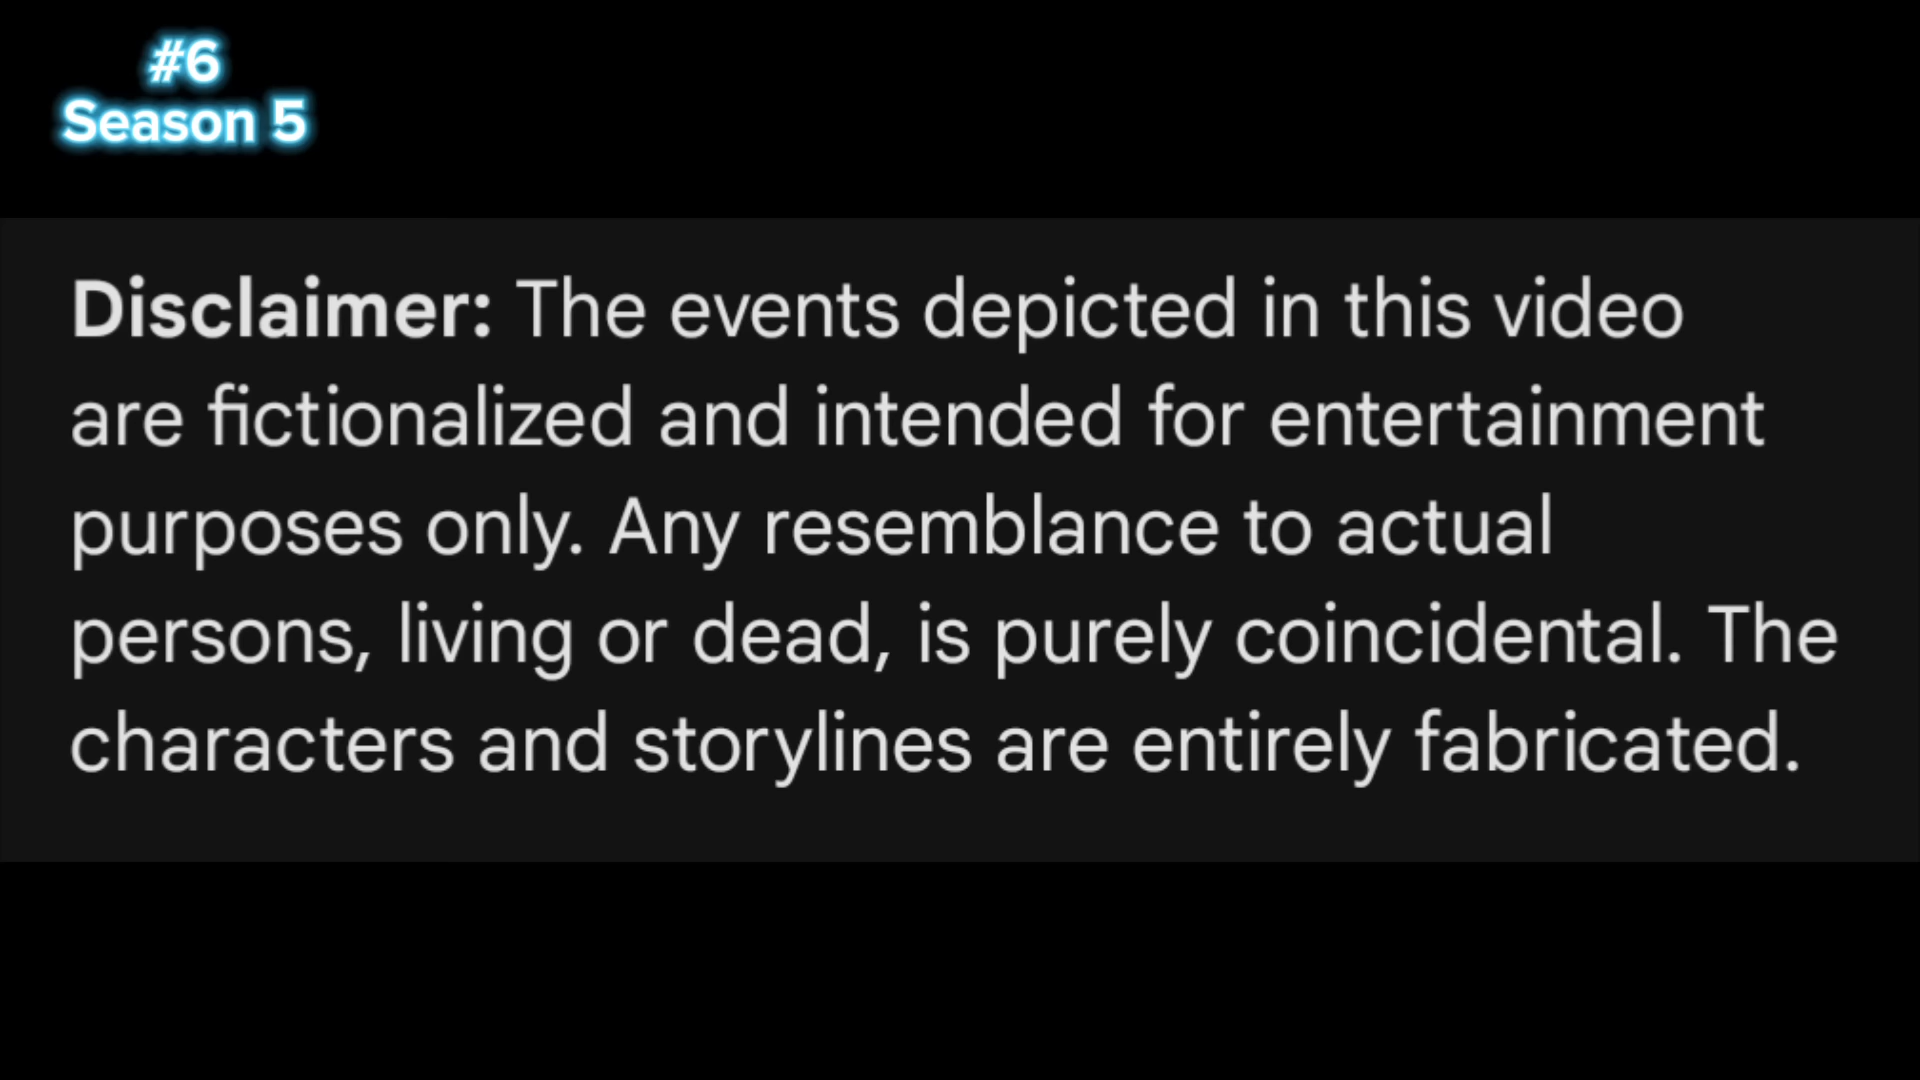 #6
Season 5
Disclaimer: The events depicted in this video
are fictionalized and intended for entertainment
purposes only. Any resemblance to actual
persons, living or dead, is purely coincidental. The
characters and storylines are entirely fabricated.